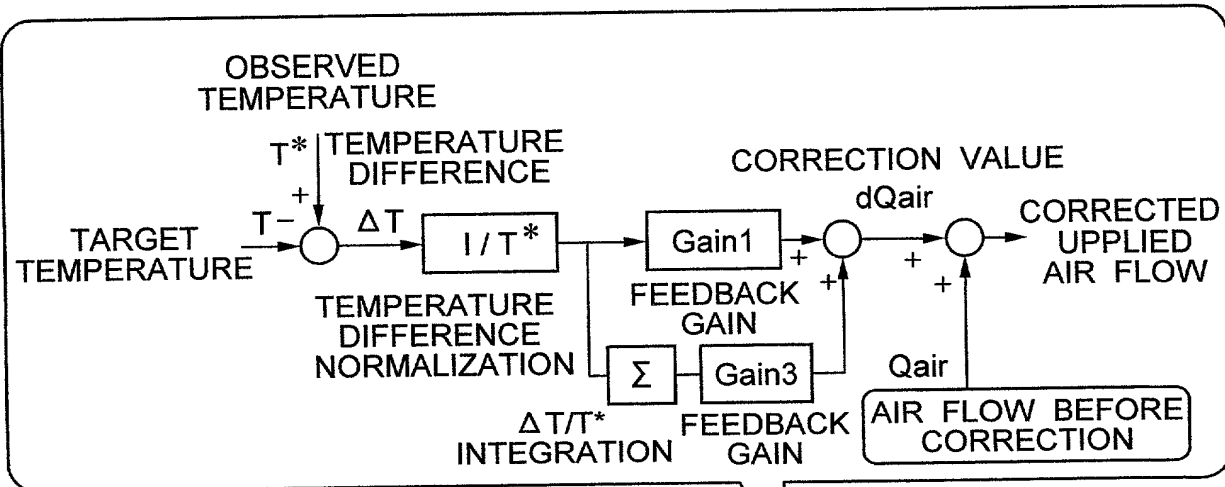 OBSERVED
TEMPERATURE
T*
TEMPERATURE
DIFFERENCE
+
T
−
TARGET
TEMPERATURE
ΔT
I / T*
TEMPERATURE
DIFFERENCE
NORMALIZATION
Gain1
FEEDBACK
GAIN
Σ
ΔT/T*
INTEGRATION
Gain3
FEEDBACK
GAIN
+
+
CORRECTION VALUE
dQair
+
+
CORRECTED
UPPLIED
AIR FLOW
Qair
AIR FLOW BEFORE
CORRECTION